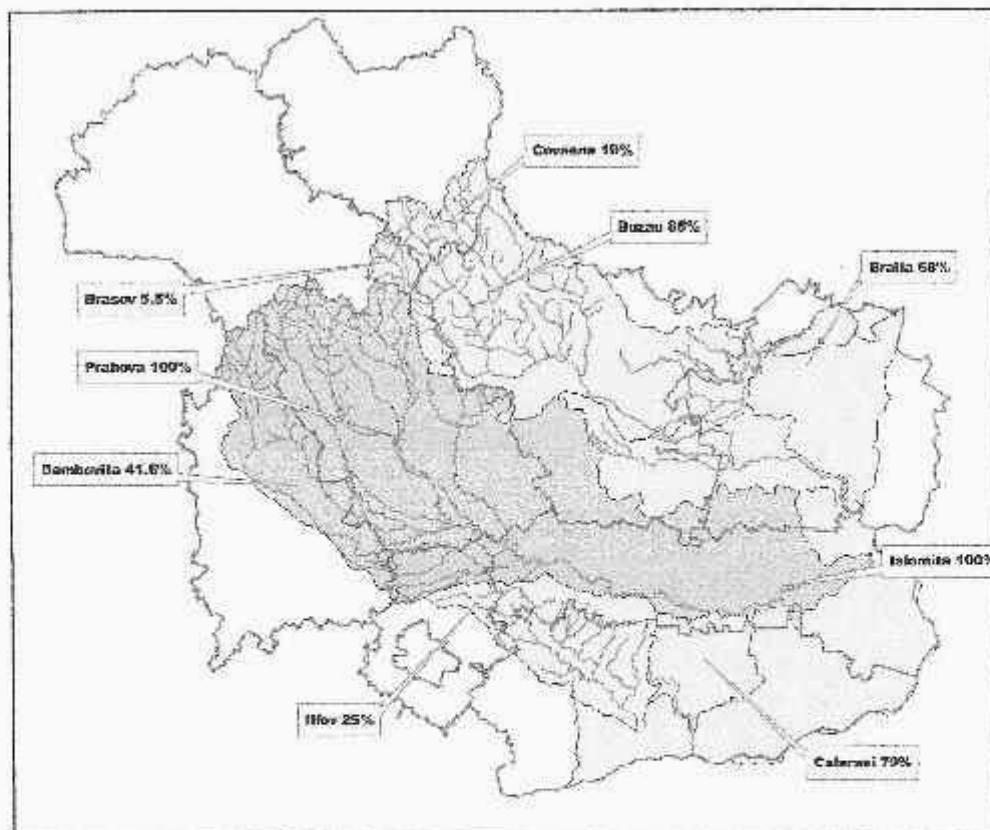 Covasna 19%
Buzau 86%
Braila 68%
Brasov 5.5%
Prahova 100%
Dambovita 41.6%
Ialomita 100%
Ilfov 25%
Calarasi 79%